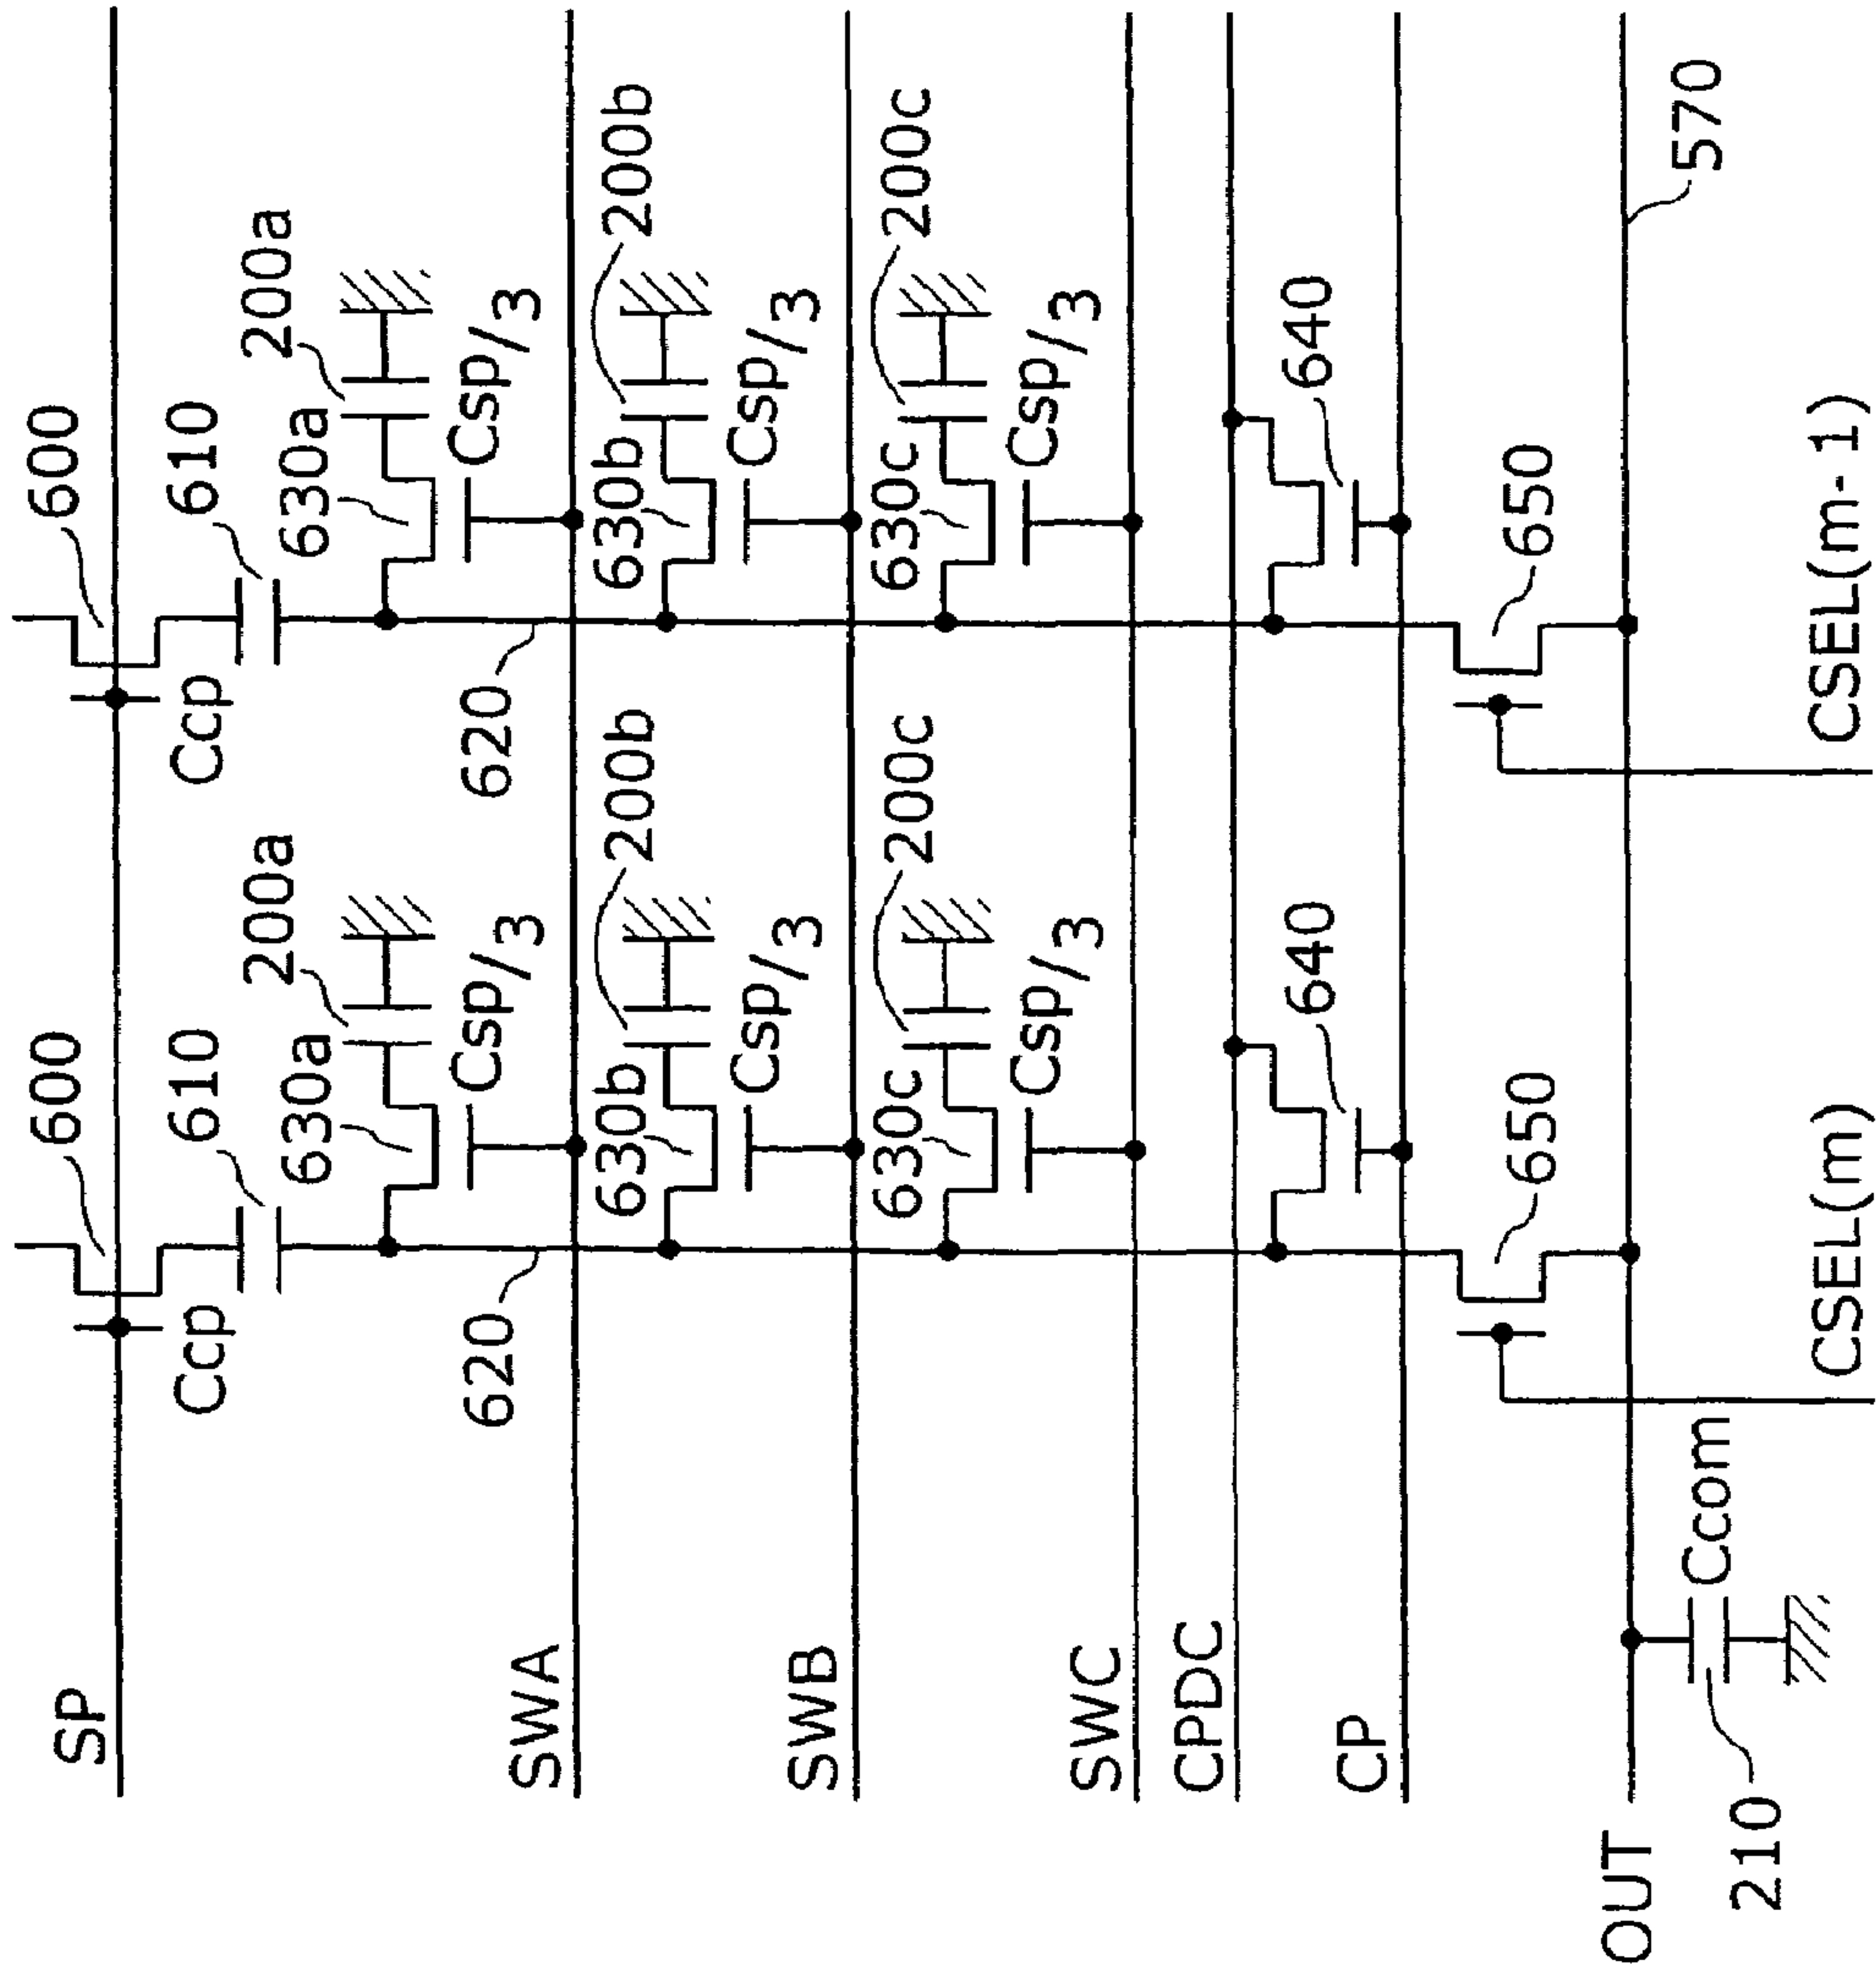 SP
600
600
Ccp
610
Ccp
610
200a
200a
630a
630a
620
Csp/3
620
Csp/3
SWA
200b
200b
630b
630b
Csp/3
Csp/3
SWB
200c
200c
630c
630c
Csp/3
Csp/3
SWC
CPDC
640
640
CP
650
650
OUT
Ccom
570
210
CSEL(m)
CSEL(m-1)